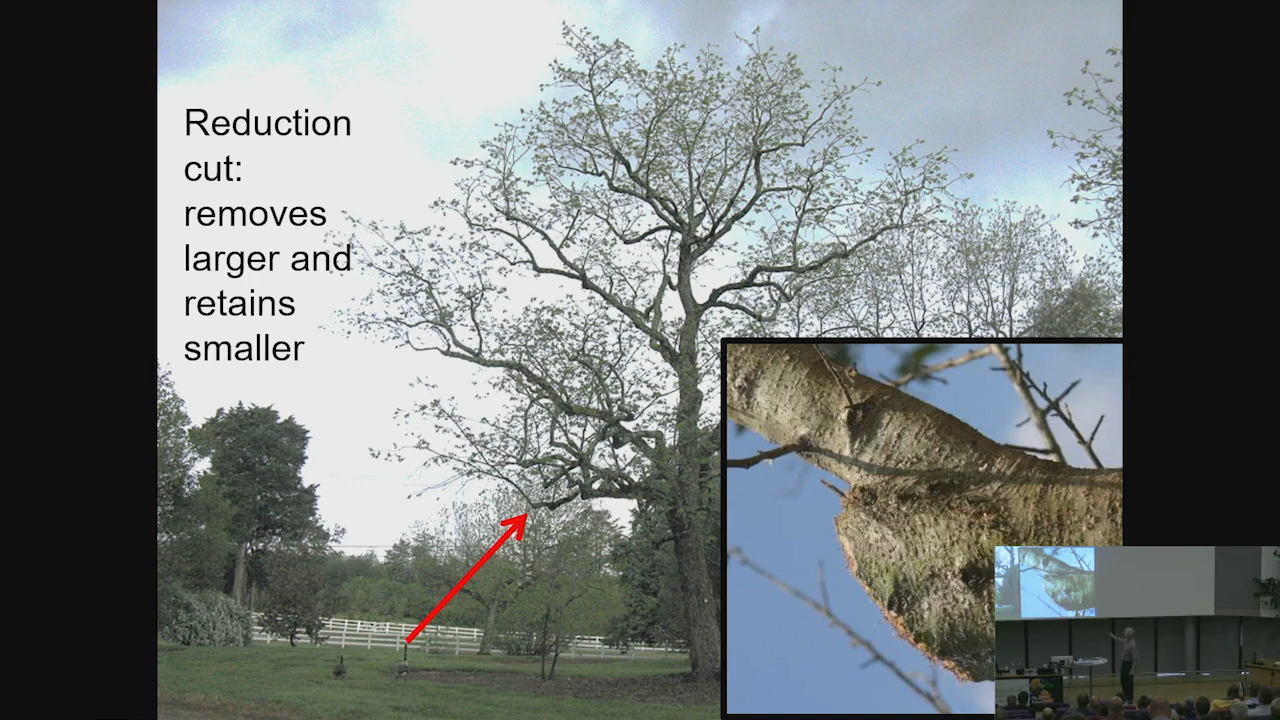 Reduction
cut:
removes
larger and
retains
smaller